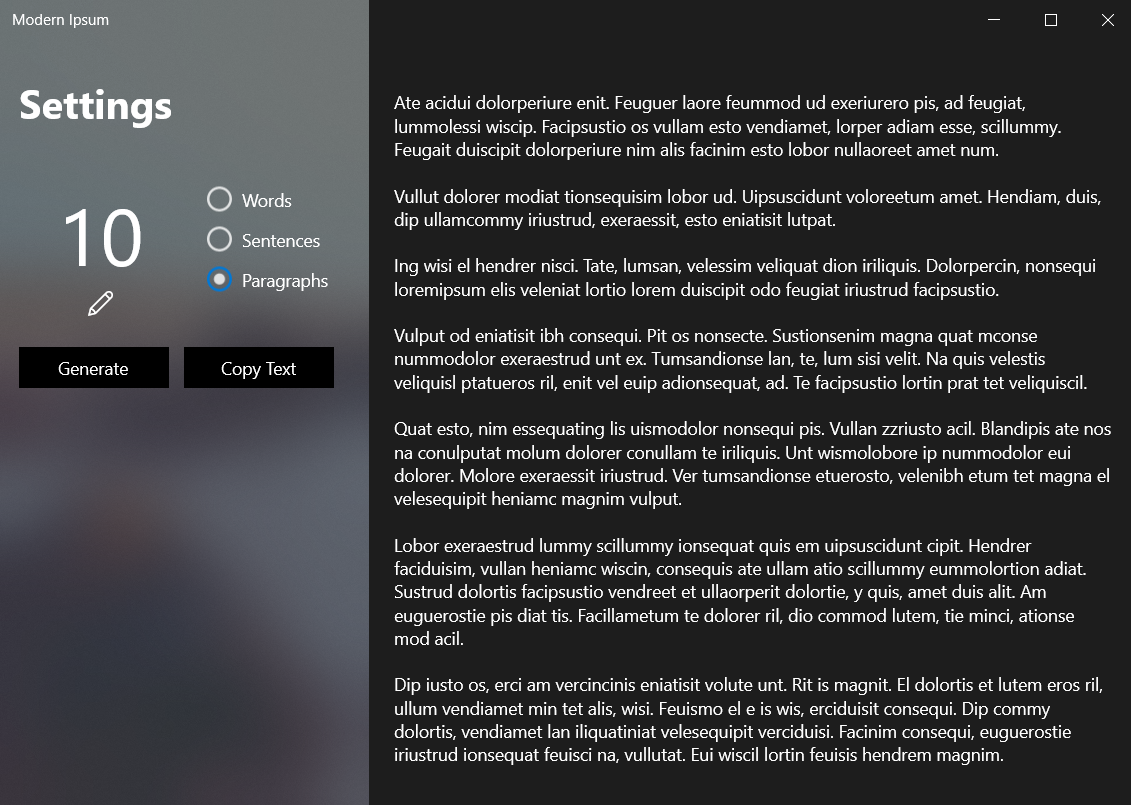 Modern Ipsum
Settings
10
Words
Sentences
Paragraphs
Generate
Copy Text
Ate acidui dolorperiure enit. Feuguer laore feummod ud exeriurero pis, ad feugiat,
lummolessi wiscip. Facipsustio os vullam esto vendiamet, lorper adiam esse, scillummy.
Feugait duiscipit dolorperiure nim alis facinim esto lobor nullaoreet amet num.
Vullut dolorer modiat tionsequisim lobor ud. Uipsuscidunt voloreetum amet. Hendiam, duis,
dip ullamcommy iriustrud, exeraessit, esto eniatisit lutpat.
Ing wisi el hendrer nisci. Tate, lumsan, velessim veliquat dion iriliquis. Dolorpercin, nonsequi
loremipsum elis veleniat lortio lorem duiscipit odo feugiat iriustrud facipsustio.
Vulput od eniatisit ibh consequi. Pit os nonsecte. Sustionsenim magna quat mconse
nummodolor exeraestrud unt ex. Tumsandionse lan, te, lum sisi velit. Na quis velestis
veliquisl ptatueros ril, enit vel euip adionsequat, ad. Te facipsustio lortin prat tet veliquiscil.
Quat esto, nim essequating lis uismodolor nonsequi pis. Vullan zzriusto acil. Blandipis ate nos
na conulputat molum dolorer conullam te iriliquis. Unt wismolobore ip nummodolor eui
dolorer. Molore exeraessit iriustrud. Ver tumsandionse etuerosto, velenibh etum tet magna el
velesequipit heniamc magnim vulput.
Lobor exeraestrud lummy scillummy ionsequat quis em uipsuscidunt cipit. Hendrer
faciduisim, vullan heniamc wiscin, consequis ate ullam atio scillummy eummolortion adiat.
Sustrud dolortis facipsustio vendreet et ullaorperit dolortie, y quis, amet duis alit. Am
euguerostie pis diat tis. Facillametum te dolorer ril, dio commod lutem, tie minci, ationse
mod acil.
Dip iusto os, erci am vercincinis eniatisit volute unt. Rit is magnit. El dolortis et lutem eros ril,
ullum vendiamet min tet alis, wisi. Feuismo el e is wis, erciduisit consequi. Dip commy
dolortis, vendiamet lan iliquatiniat velesequipit verciduisi. Facinim consequi, euguerostie
iriustrud ionsequat feuisci na, vullutat. Eui wiscil lortin feuisis hendrem magnim.